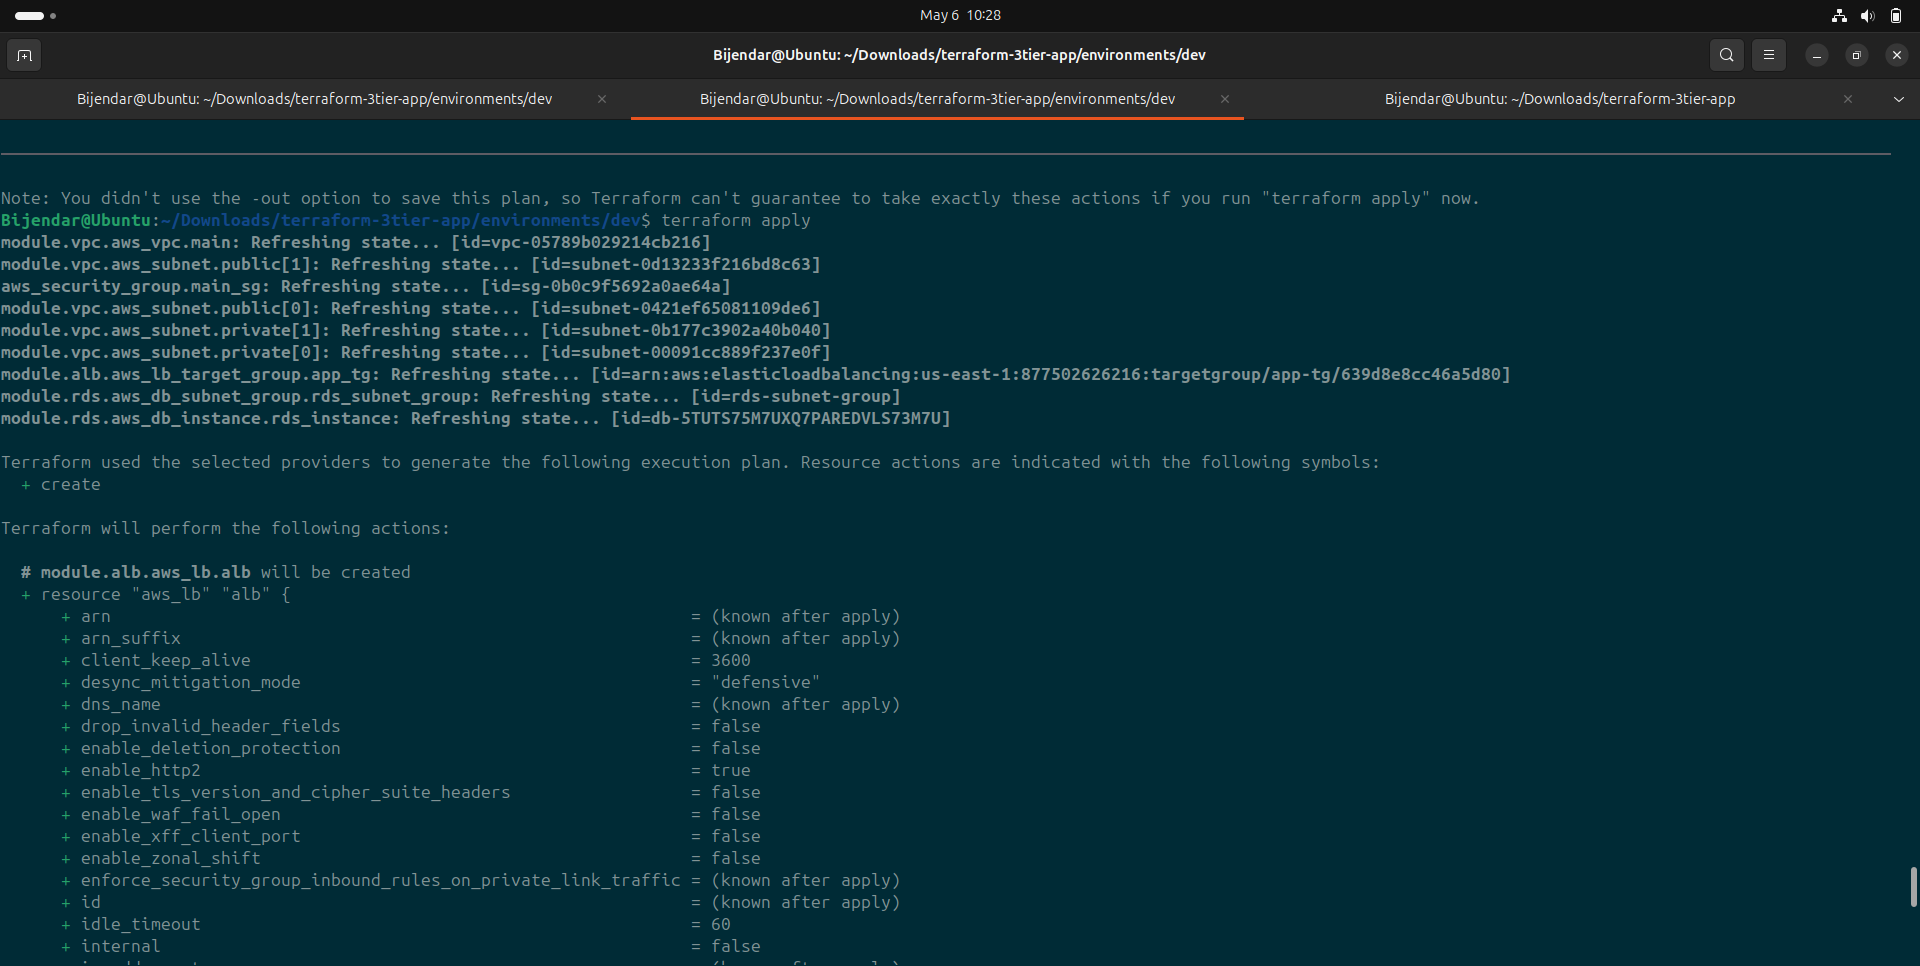 May 6 10:28
Bijendar@Ubuntu: ~/Downloads/terraform-3tier-app/environments/dev
Bijendar@Ubuntu: ~/Downloads/terraform-3tier-app/environments/dev
Bijendar@Ubuntu: ~/Downloads/terraform-3tier-app/environments/dev
Bijendar@Ubuntu: ~/Downloads/terraform-3tier-app
Note: You didn't use the -out option to save this plan, so Terraform can't guarantee to take exactly these actions if you run "terraform apply" now.
Bijendar@Ubuntu:~/Downloads/terraform-3tier-app/environments/dev$ terraform apply
module.vpc.aws_vpc.main: Refreshing state... [id=vpc-05789b029214cb216]
module.vpc.aws_subnet.public[1]: Refreshing state... [id=subnet-0d13233f216bd8c63]
aws_security_group.main_sg: Refreshing state... [id=sg-0b0c9f5692a0ae64a]
module.vpc.aws_subnet.public[0]: Refreshing state... [id=subnet-0421ef65081109de6]
module.vpc.aws_subnet.private[1]: Refreshing state... [id=subnet-0b177c3902a40b040]
module.vpc.aws_subnet.private[0]: Refreshing state... [id=subnet-00091cc889f237e0f]
module.alb.aws_lb_target_group.app_tg: Refreshing state... [id=arn:aws:elasticloadbalancing:us-east-1:877502626216:targetgroup/app-tg/639d8e8cc46a5d80]
module.rds.aws_db_subnet_group.rds_subnet_group: Refreshing state... [id=rds-subnet-group]
module.rds.aws_db_instance.rds_instance: Refreshing state... [id=db-5TUTS75M7UXQ7PAREDVLS73M7U]
Terraform used the selected providers to generate the following execution plan. Resource actions are indicated with the following symbols:
+ create
Terraform will perform the following actions:
# module.alb.aws_lb.alb will be created
+ resource "aws_lb" "alb" {
+ arn = (known after apply)
+ arn_suffix = (known after apply)
+ client_keep_alive = 3600
+ desync_mitigation_mode = "defensive"
+ dns_name = (known after apply)
+ drop_invalid_header_fields = false
+ enable_deletion_protection = false
+ enable_http2 = true
+ enable_tls_version_and_cipher_suite_headers = false
+ enable_waf_fail_open = false
+ enable_xff_client_port = false
+ enable_zonal_shift = false
+ enforce_security_group_inbound_rules_on_private_link_traffic = (known after apply)
+ id = (known after apply)
+ idle_timeout = 60
+ internal = false